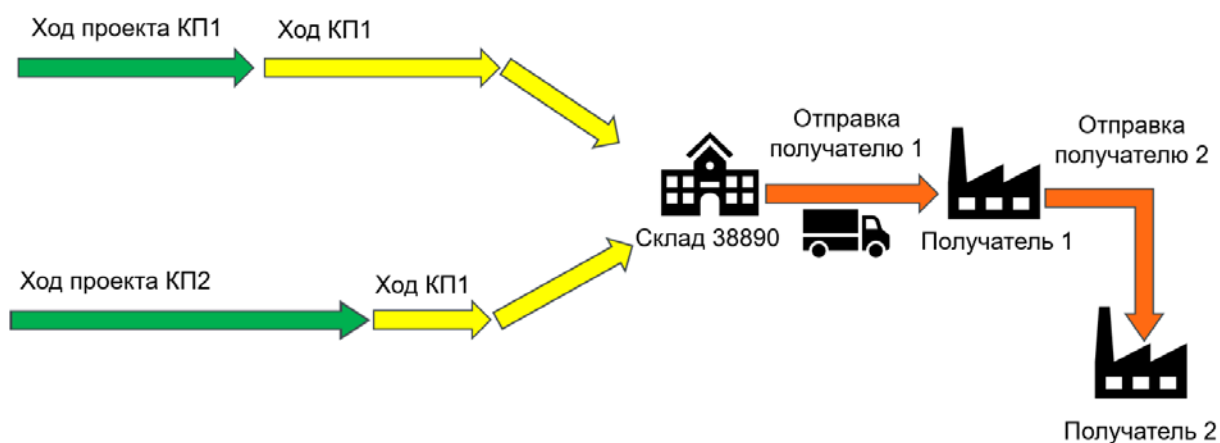 Ход проекта КП1
Ход КП1
Отправка
получателю 1
Отправка
получателю 2
Склад 38890
Получатель 1
Ход проекта КП2
Ход КП1
Получатель 2